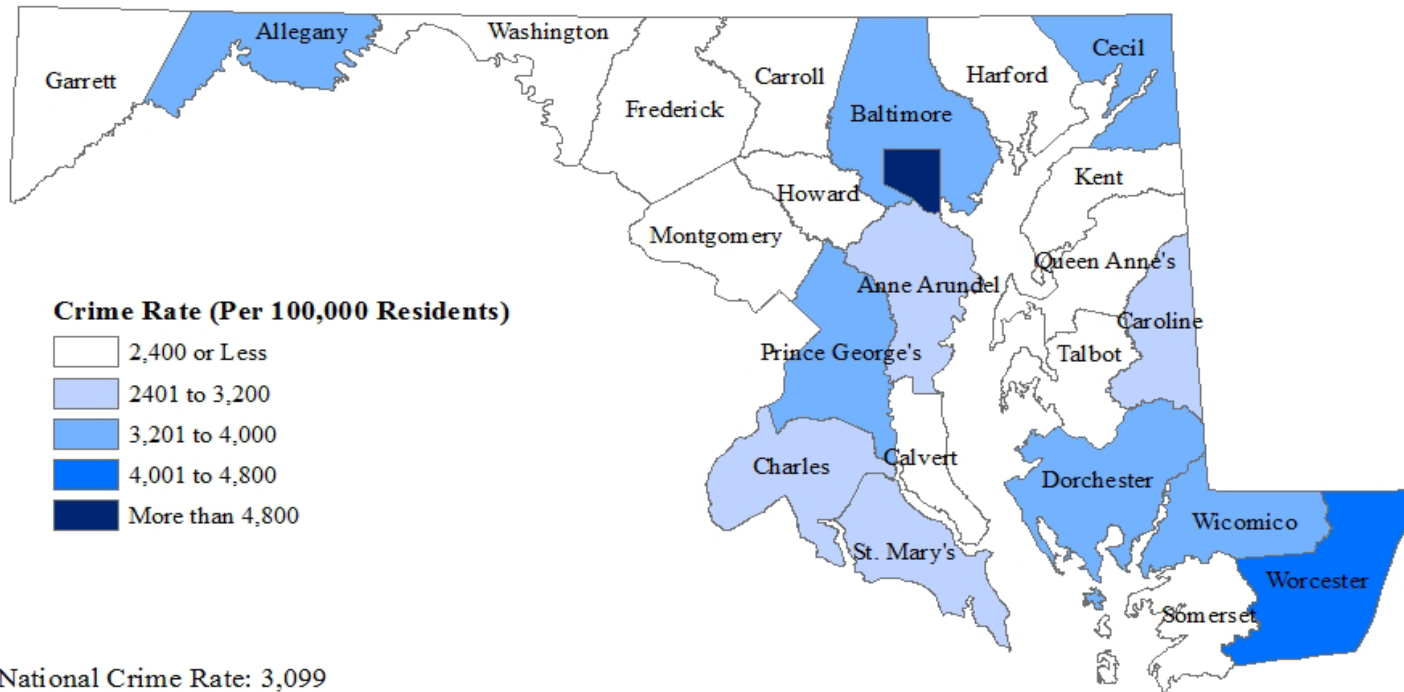 Allegany
Washington
Garrett
Frederick
Carroll
Baltimore
Harford
Cecil
Howard
Kent
Montgomery
Queen Anne's
Anne Arundel
Caroline
Prince George's
Talbot
Charles
Calvert
Dorchester
St. Mary's
Wicomico
Worcester
Somerset
Crime Rate (Per 100,000 Residents)
2,400 or Less
2401 to 3,200
3,201 to 4,000
4,001 to 4,800
More than 4,800
National Crime Rate: 3,099